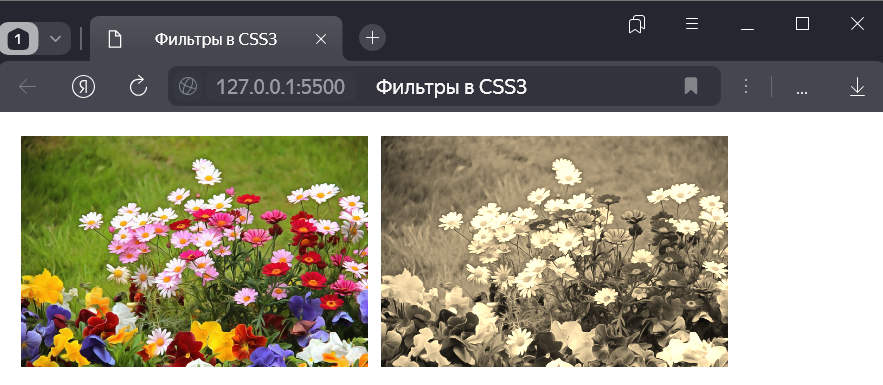 1
Фильтры в CSS3
Я
127.0.0.1:5500 Фильтры в CSS3
...